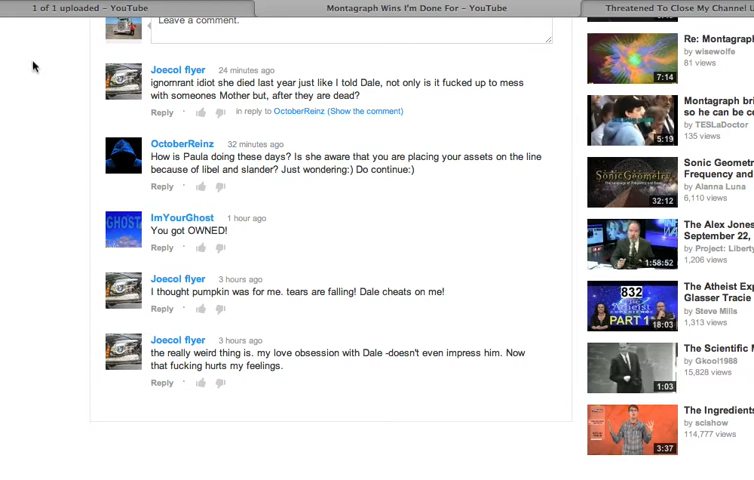 1 of 1 uploaded – YouTube
Montagraph Wins I'm Done For – YouTube
Threatened To Close My Channel U
Leave a comment.
Joecol flyer 24 minutes ago
ignornrant idiot she died last year just like I told Dale, not only is it fucked up to mess
with someones Mother but, after they are dead?
Reply · in reply to OctoberReinz (Show the comment)
OctoberReinz 32 minutes ago
How is Paula doing these days? Is she aware that you are placing your assets on the line
because of libel and slander? Just wondering:) Do continue:)
Reply ·
GHOST
ImYourGhost 1 hour ago
You got OWNED!
Reply ·
Joecol flyer 3 hours ago
I thought pumpkin was for me. tears are falling! Dale cheats on me!
Reply ·
Joecol flyer 3 hours ago
the really weird thing is. my love obsession with Dale -doesn't even impress him. Now
that fucking hurts my feelings.
Reply ·
Re: Montagraph
by wisewolfe
81 views
7:14
Montagraph bri
so he can be c
by TESLaDoctor
135 views
5:19
Sonic Geometr
Frequency and
by Alanna Luna
6,110 views
SONIC GEOMETRY
32:12
The Alex Jones
September 22,
by Project: Liberty
1,206 views
1:58:52
The Atheist Exp
Glasser Tracie
by Steve Mills
1,313 views
832
PART 1
18:03
The Scientific M
by Gkool1988
15,828 views
1:03
The Ingredients
by scishow
114,777 views
3:37